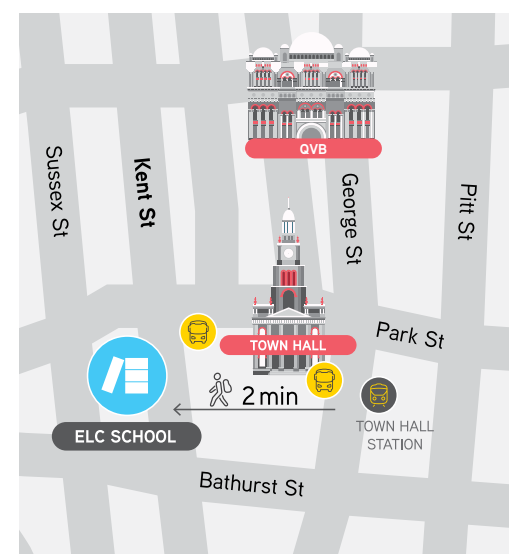 QVB
Sussex St
Kent St
George St
Pitt St
TOWN HALL
Park St
2 min
ELC SCHOOL
TOWN HALL
STATION
Bathurst St